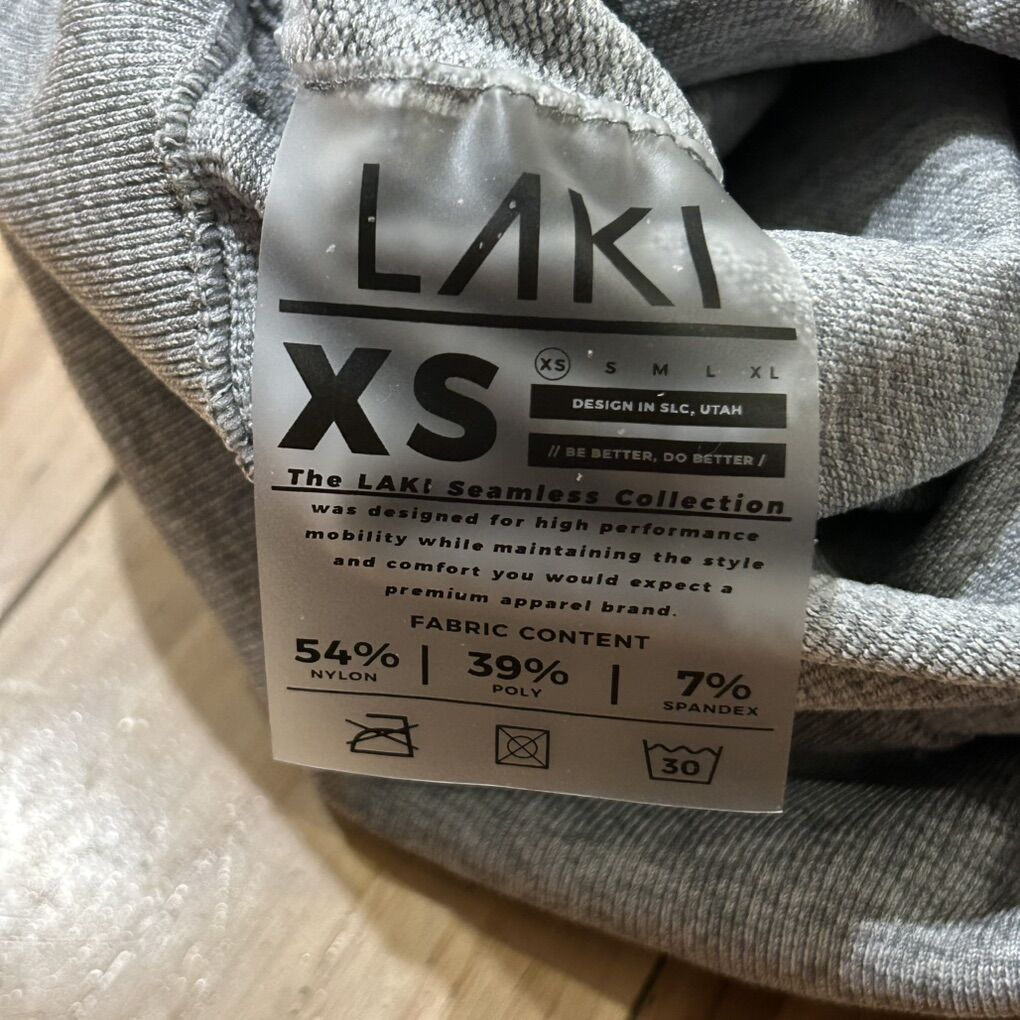 LAKI
XS
XS S M L XL
DESIGN IN SLC, UTAH
// BE BETTER, DO BETTER /
The LAKI Seamless Collection
was designed for high performance
mobility while maintaining the style
and comfort you would expect a
premium apparel brand.
FABRIC CONTENT
54% | 39% | 7%
NYLON POLY SPANDEX
30